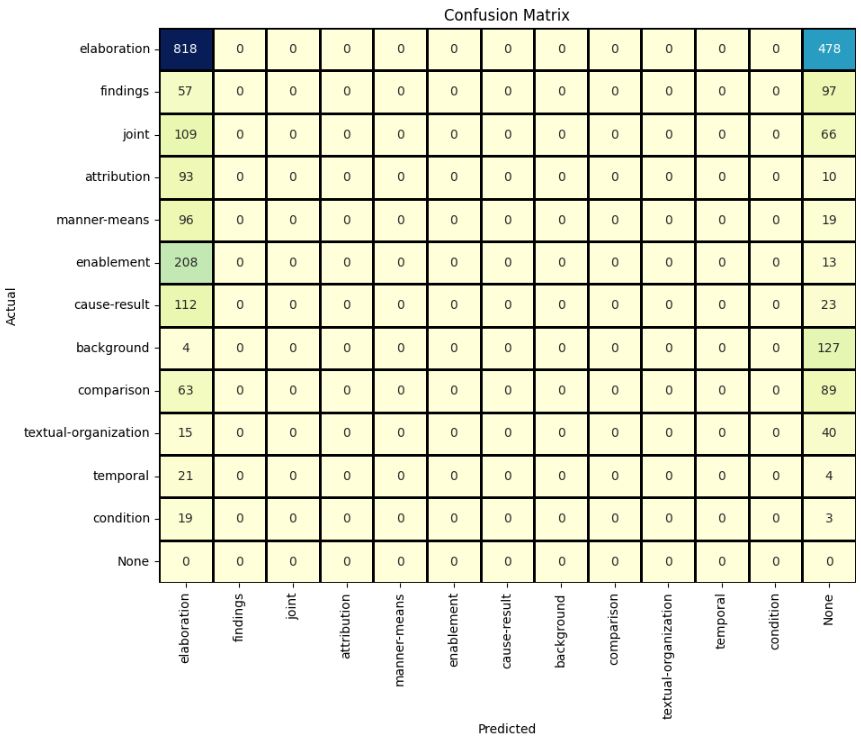 Confusion Matrix
elaboration 818 0 0 0 0 0 0 0 0 0 0 0 478
findings 57 0 0 0 0 0 0 0 0 0 0 0 97
joint 109 0 0 0 0 0 0 0 0 0 0 0 66
attribution 93 0 0 0 0 0 0 0 0 0 0 0 10
manner-means 96 0 0 0 0 0 0 0 0 0 0 0 19
enablement 208 0 0 0 0 0 0 0 0 0 0 0 13
cause-result 112 0 0 0 0 0 0 0 0 0 0 0 23
background 4 0 0 0 0 0 0 0 0 0 0 0 127
comparison 63 0 0 0 0 0 0 0 0 0 0 0 89
textual-organization 15 0 0 0 0 0 0 0 0 0 0 0 40
temporal 21 0 0 0 0 0 0 0 0 0 0 0 4
condition 19 0 0 0 0 0 0 0 0 0 0 0 3
None 0 0 0 0 0 0 0 0 0 0 0 0 0
Actual
elaboration
findings
joint
attribution
manner-means
enablement
cause-result
background
comparison
textual-organization
temporal
condition
None
Predicted